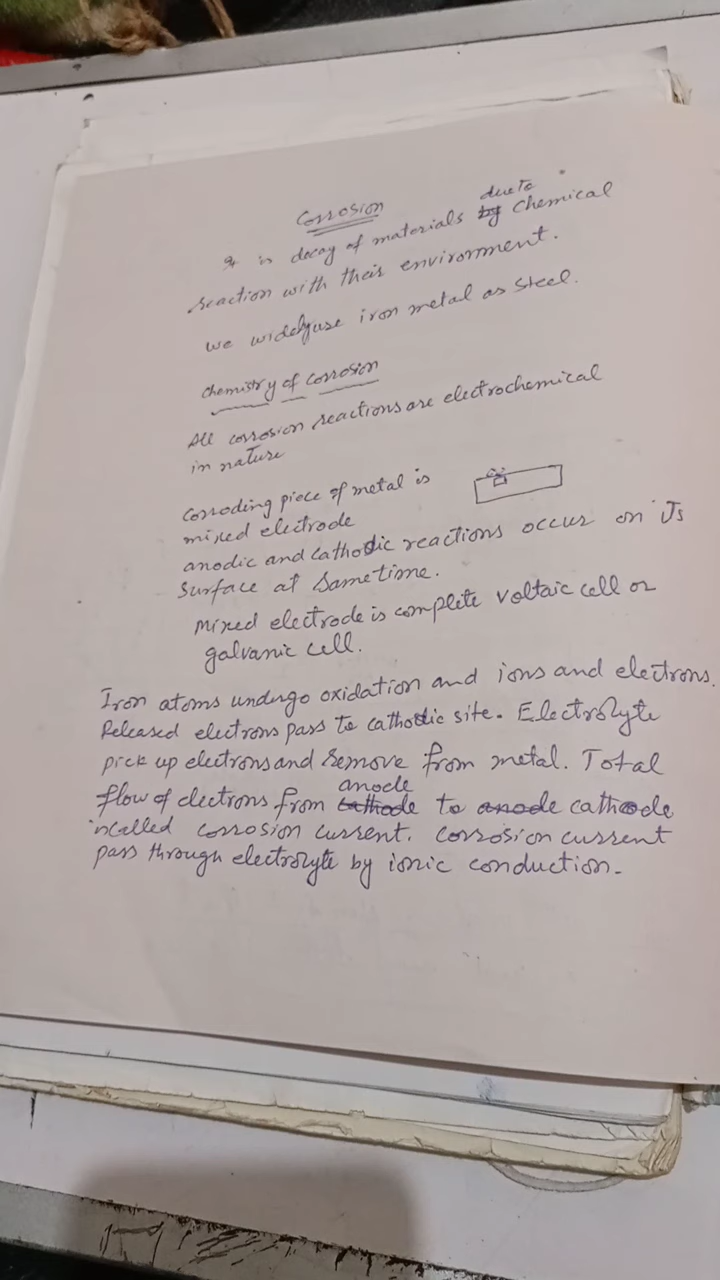 Corrosion
It is decay of materials due to chemical
reaction with their environment.
we widely use iron metal as steel.
Chemistry of corrosion
All corrosion reactions are electrochemical
in nature
Corroding piece of metal is
mixed electrode
anodic and cathodic reactions occur on its
surface at sametime.
Mixed electrode is complete voltaic cell or
galvanic cell.
Iron atoms undngo oxidation and ions and electrons.
Released electrons pass to cathodic site. Electrolyte
pick up electrons and remove from metal. Total
flow of electrons from anode to cathode
is called corrosion current. corrosion current
pass through electrolyte by ionic conduction.